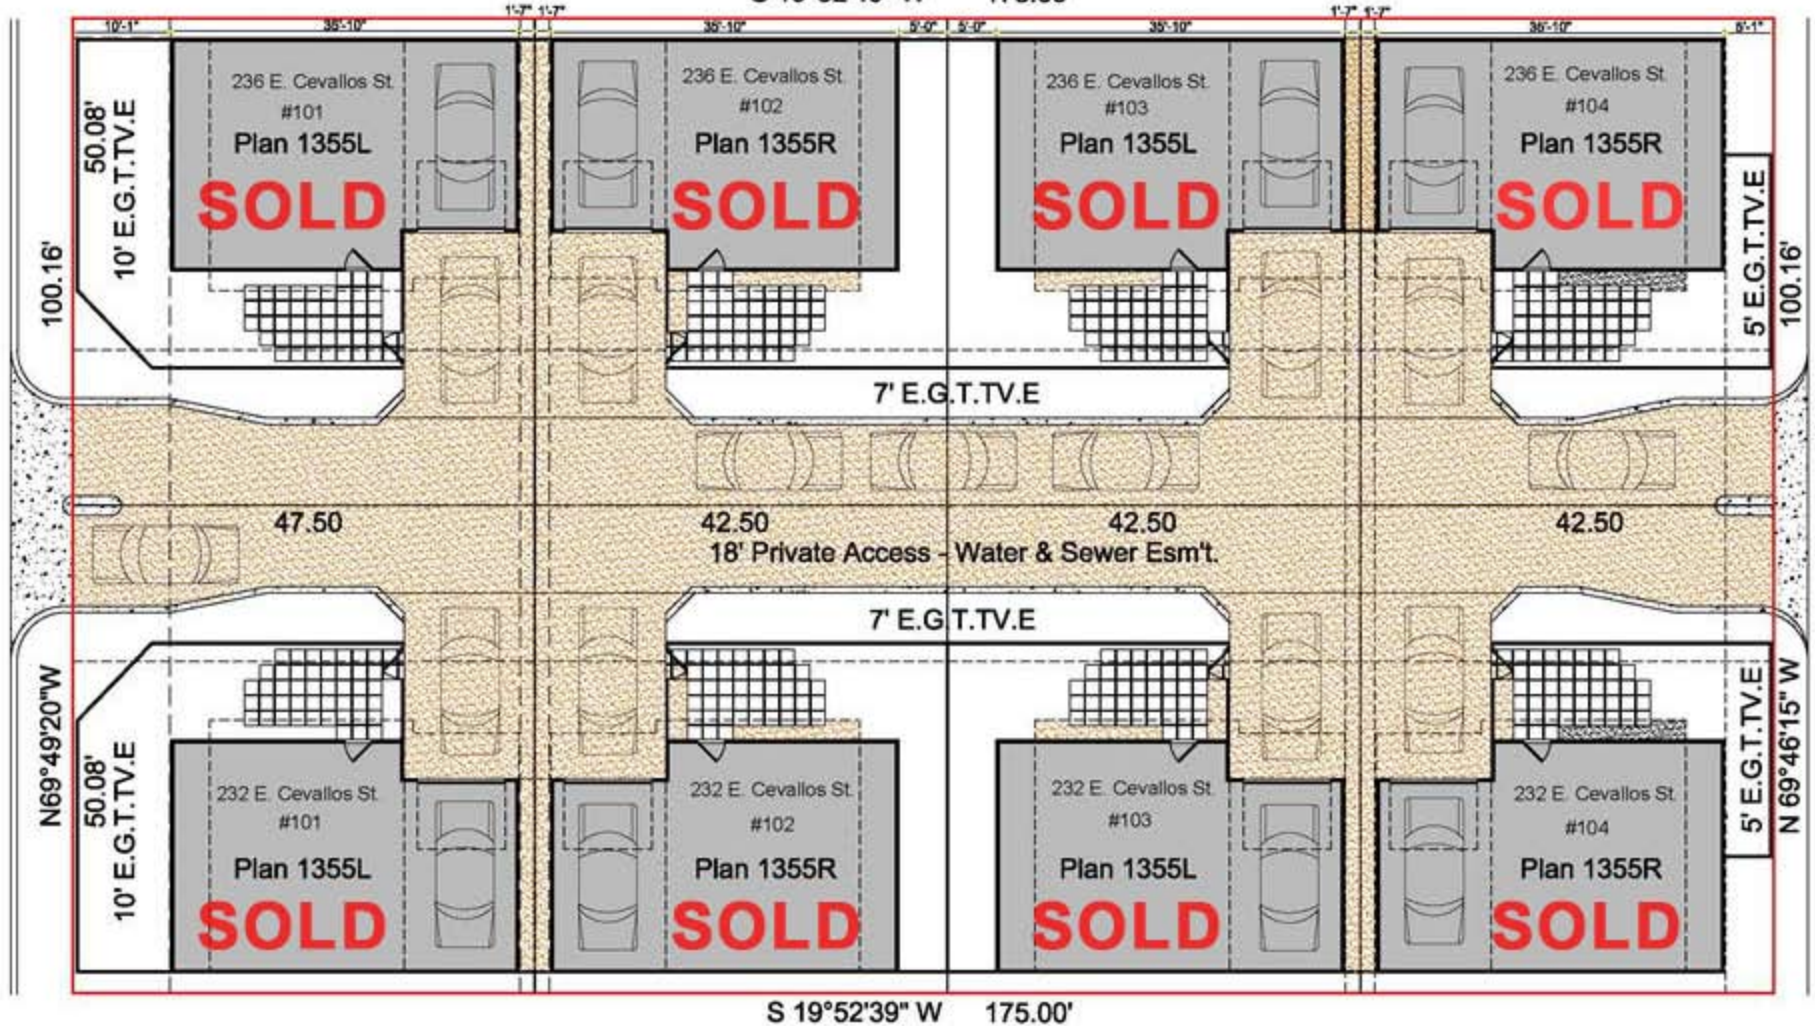 1'-7" 1'-7"
1'-7" 1'-7"
10'-1"
35'-10"
35'-10"
5'-0"
5'-0"
35'-10"
35'-10"
5'-1"
236 E. Cevallos St.
#101
Plan 1355L
SOLD
236 E. Cevallos St.
#102
Plan 1355R
SOLD
236 E. Cevallos St.
#103
Plan 1355L
SOLD
236 E. Cevallos St.
#104
Plan 1355R
SOLD
50.08'
10' E.G.T.TV.E
100.16'
5' E.G.T.TV.E
100.16'
7' E.G.T.TV.E
47.50
42.50
42.50
42.50
18' Private Access - Water & Sewer Esm't.
7' E.G.T.TV.E
N69°49'20"W
50.08'
10' E.G.T.TV.E
5' E.G.T.TV.E
N 69°46'15" W
232 E. Cevallos St.
#101
Plan 1355L
SOLD
232 E. Cevallos St.
#102
Plan 1355R
SOLD
232 E. Cevallos St.
#103
Plan 1355L
SOLD
232 E. Cevallos St.
#104
Plan 1355R
SOLD
S 19°52'39" W 175.00'